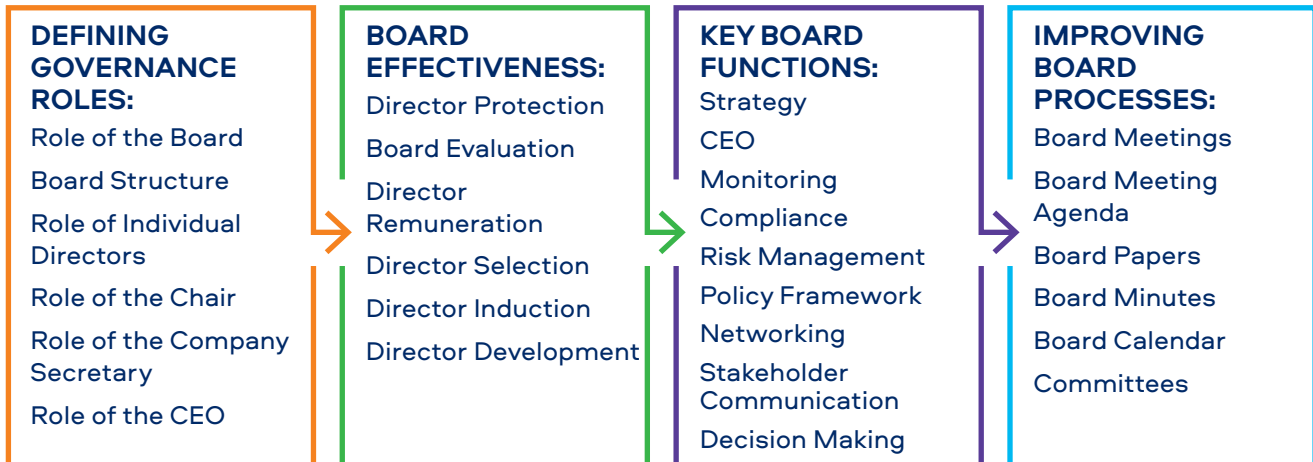 DEFINING
GOVERNANCE
ROLES:
Role of the Board
Board Structure
Role of Individual
Directors
Role of the Chair
Role of the Company
Secretary
Role of the CEO
BOARD
EFFECTIVENESS:
Director Protection
Board Evaluation
Director
Remuneration
Director Selection
Director Induction
Director Development
KEY BOARD
FUNCTIONS:
Strategy
CEO
Monitoring
Compliance
Risk Management
Policy Framework
Networking
Stakeholder
Communication
Decision Making
IMPROVING
BOARD
PROCESSES:
Board Meetings
Board Meeting
Agenda
Board Papers
Board Minutes
Board Calendar
Committees